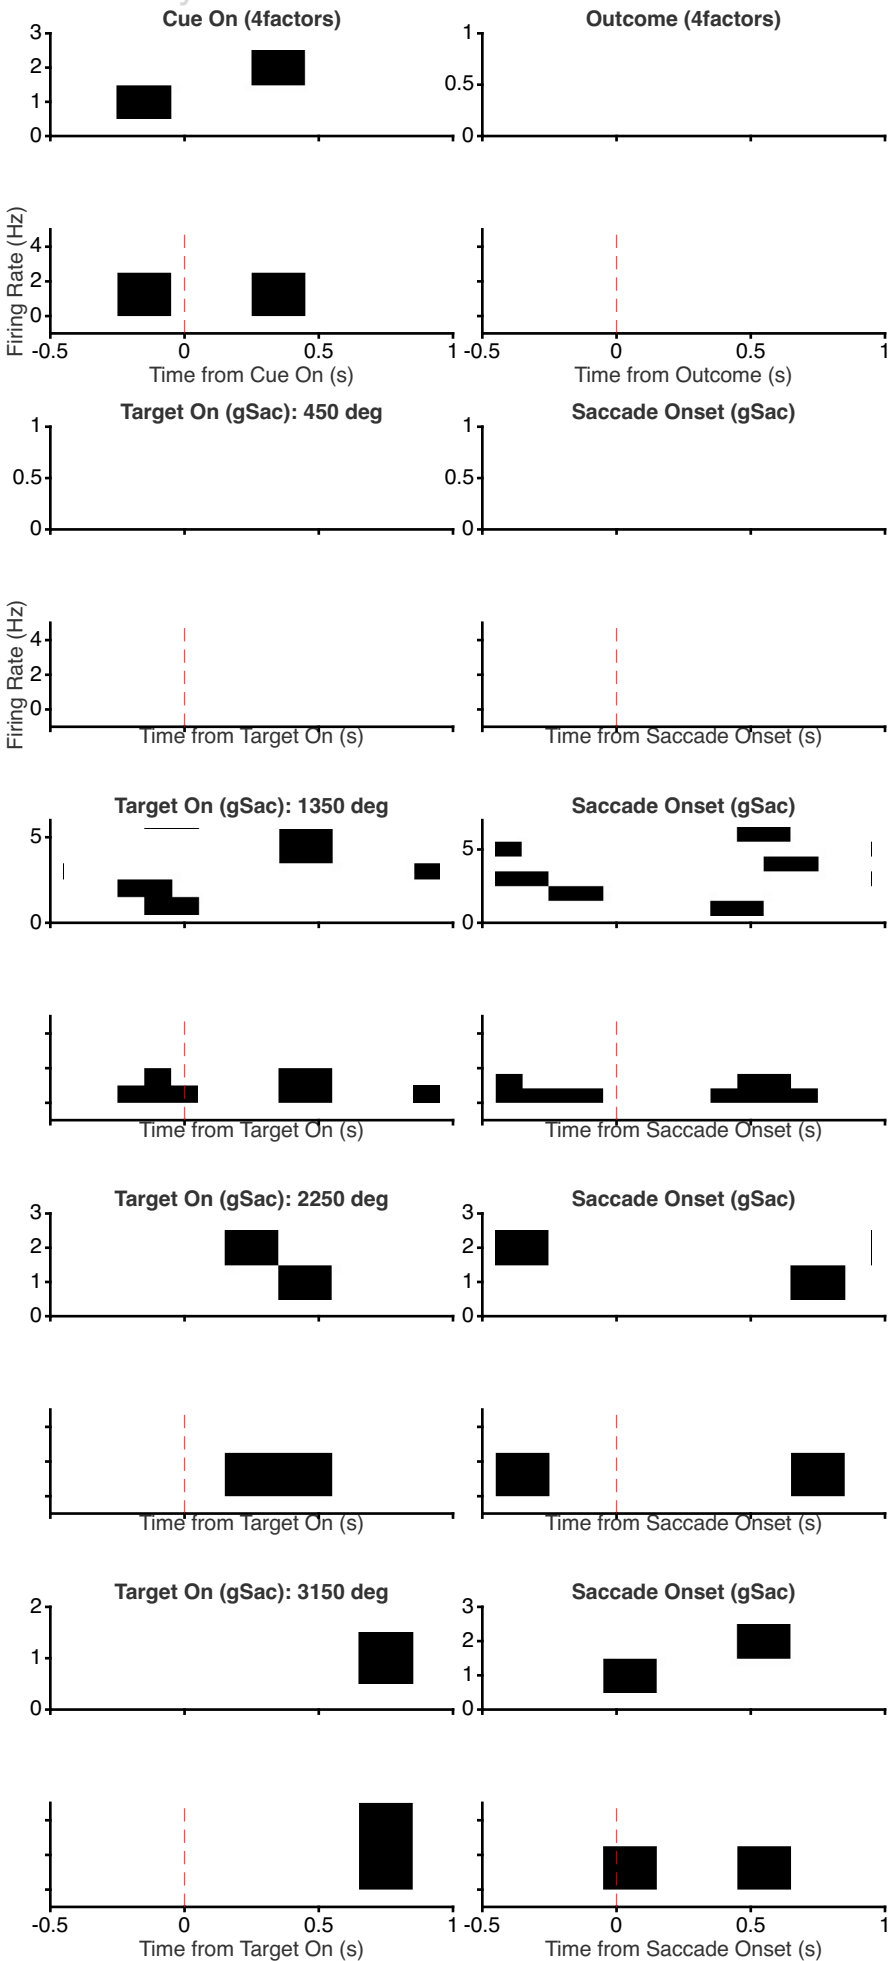 Cue On (4factors)
Outcome (4factors)
3
2
1
0
1
0.5
0
Firing Rate (Hz)
4
2
0
-0.5 0 0.5 1
-0.5 0 0.5 1
Time from Cue On (s)
Time from Outcome (s)
Target On (gSac): 450 deg
Saccade Onset (gSac)
1
0.5
0
1
0.5
0
Firing Rate (Hz)
4
2
0
Time from Target On (s)
Time from Saccade Onset (s)
Target On (gSac): 1350 deg
Saccade Onset (gSac)
5
0
5
0
Time from Target On (s)
Time from Saccade Onset (s)
Target On (gSac): 2250 deg
Saccade Onset (gSac)
3
2
1
0
3
2
1
0
Time from Target On (s)
Time from Saccade Onset (s)
Target On (gSac): 3150 deg
Saccade Onset (gSac)
2
1
0
3
2
1
0
-0.5 0 0.5 1
-0.5 0 0.5 1
Time from Target On (s)
Time from Saccade Onset (s)